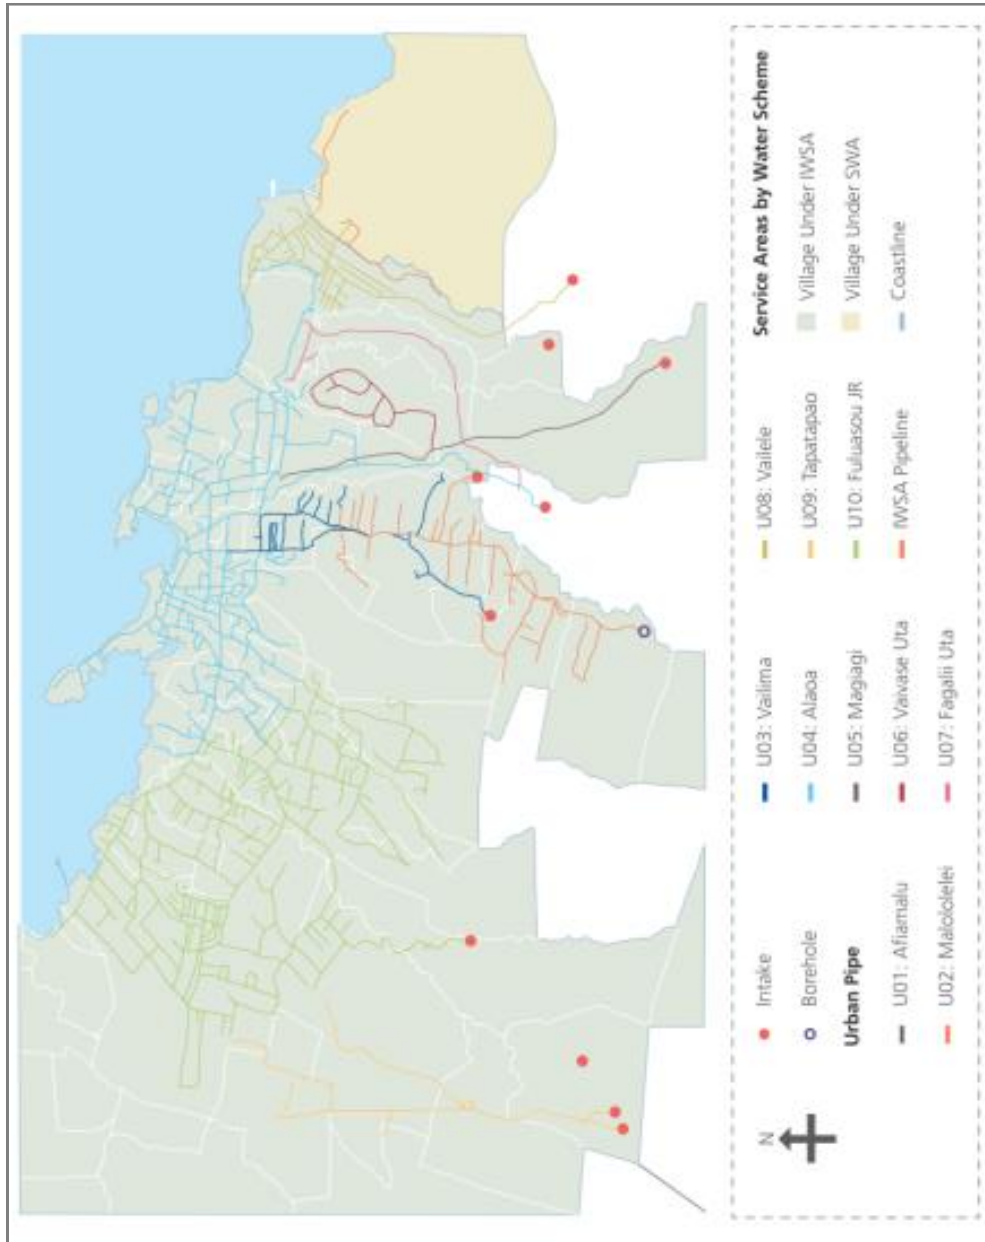 N
Intake
Borehole
Urban Pipe
U01: Afiamalu
U02: Malololelei
U03: Vailima
U04: Alaoa
U05: Magiagi
U06: Vaivase Uta
U07: Fagalii Uta
U08: Vailele
U09: Tapatapao
U10: Fuluasou JR
IWSA Pipeline
Service Areas by Water Scheme
Village Under IWSA
Village Under SWA
Coastline